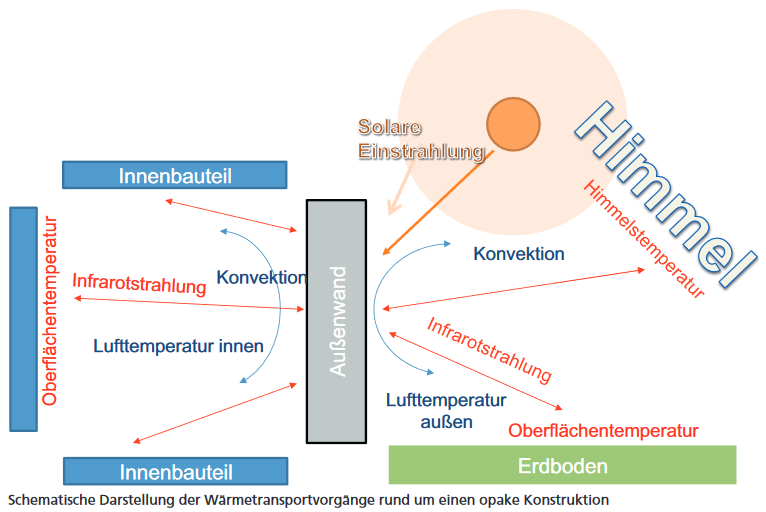 Himmel
Solare
Einstrahlung
Innenbauteil
Himmelstemperatur
Oberflächentemperatur
Konvektion
Konvektion
Infrarotstrahlung
Außenwand
Infrarotstrahlung
Lufttemperatur innen
Lufttemperatur
außen
Oberflächentemperatur
Innenbauteil
Erdboden
Schematische Darstellung der Wärmetransportvorgänge rund um einen opake Konstruktion